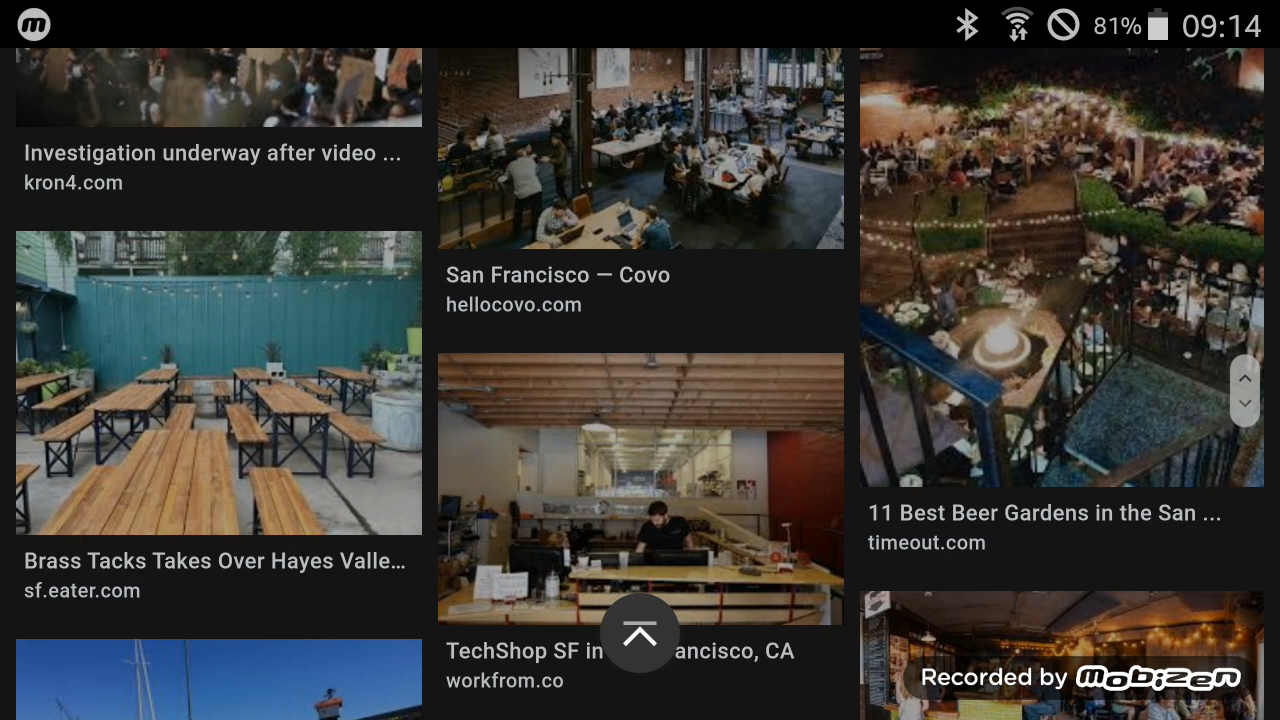 m
81%
09:14
Investigation underway after video ...
kron4.com
San Francisco — Covo
hellocovo.com
11 Best Beer Gardens in the San ...
timeout.com
Brass Tacks Takes Over Hayes Valle...
sf.eater.com
TechShop SF in ancisco, CA
workfrom.co
Recorded by mobizen